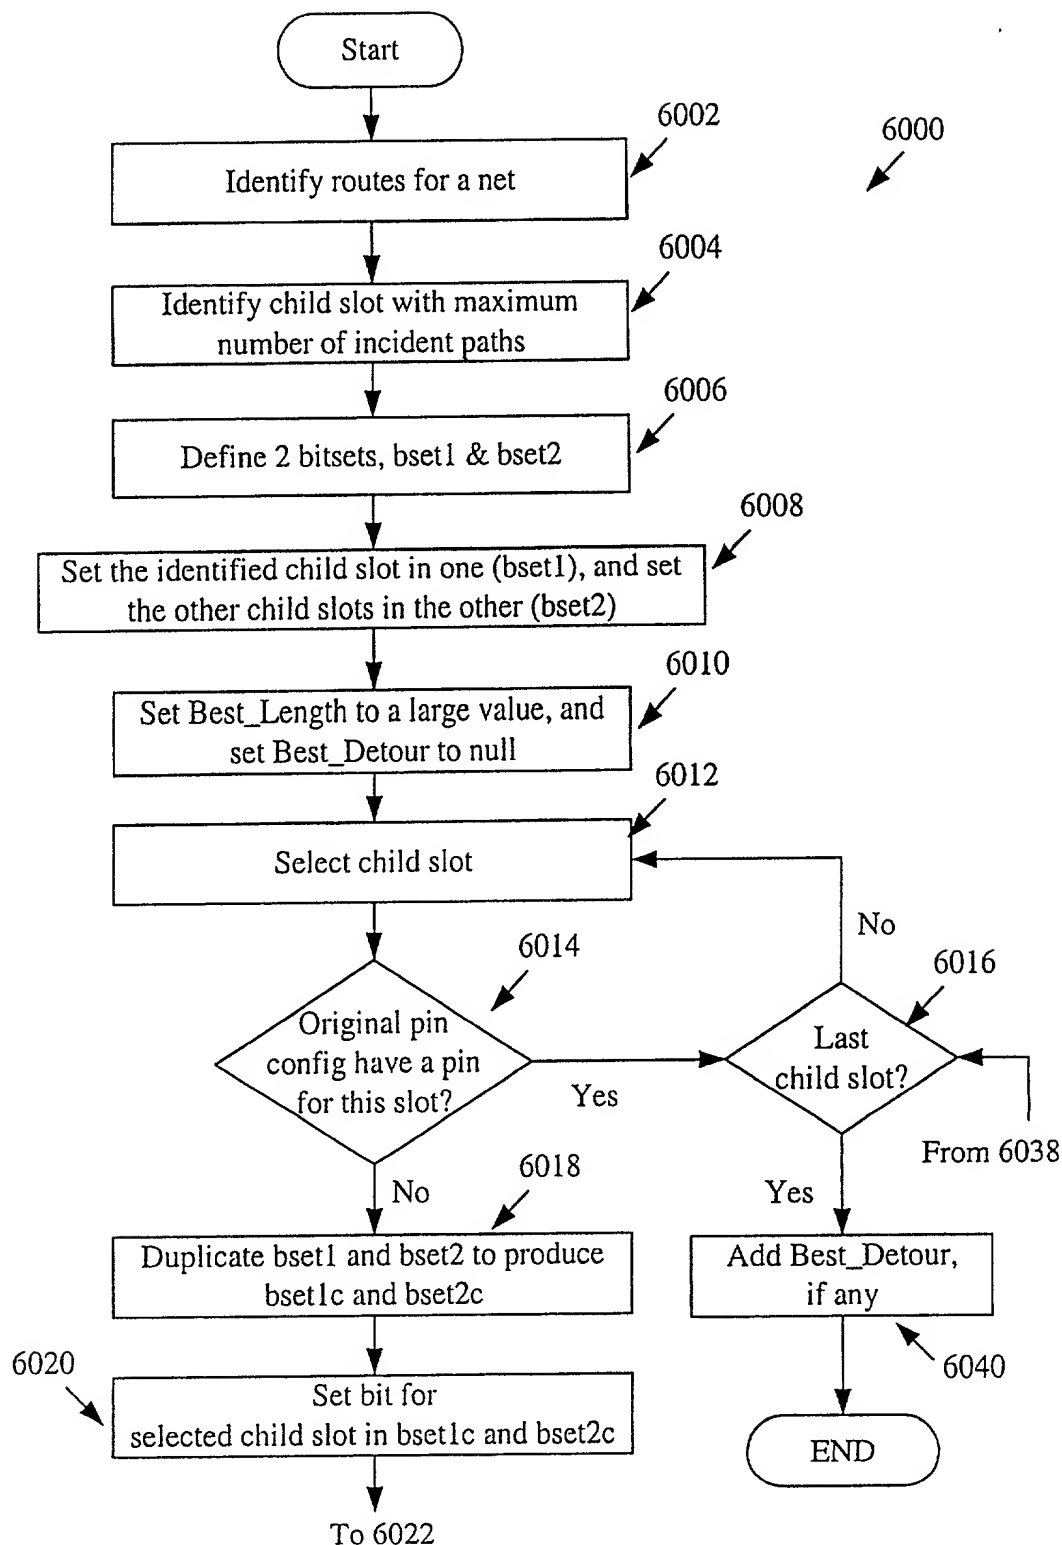 Start
6002
6000
Identify routes for a net
6004
Identify child slot with maximum
number of incident paths
6006
Define 2 bitsets, bset1 & bset2
6008
Set the identified child slot in one (bset1), and set
the other child slots in the other (bset2)
6010
Set Best_Length to a large value, and
set Best_Detour to null
6012
Select child slot
No
6014
6016
Original pin
config have a pin
for this slot?
Last
child slot?
Yes
From 6038
No
6018
Yes
Duplicate bset1 and bset2 to produce
bset1c and bset2c
Add Best_Detour,
if any
6020
6040
Set bit for
selected child slot in bset1c and bset2c
END
To 6022